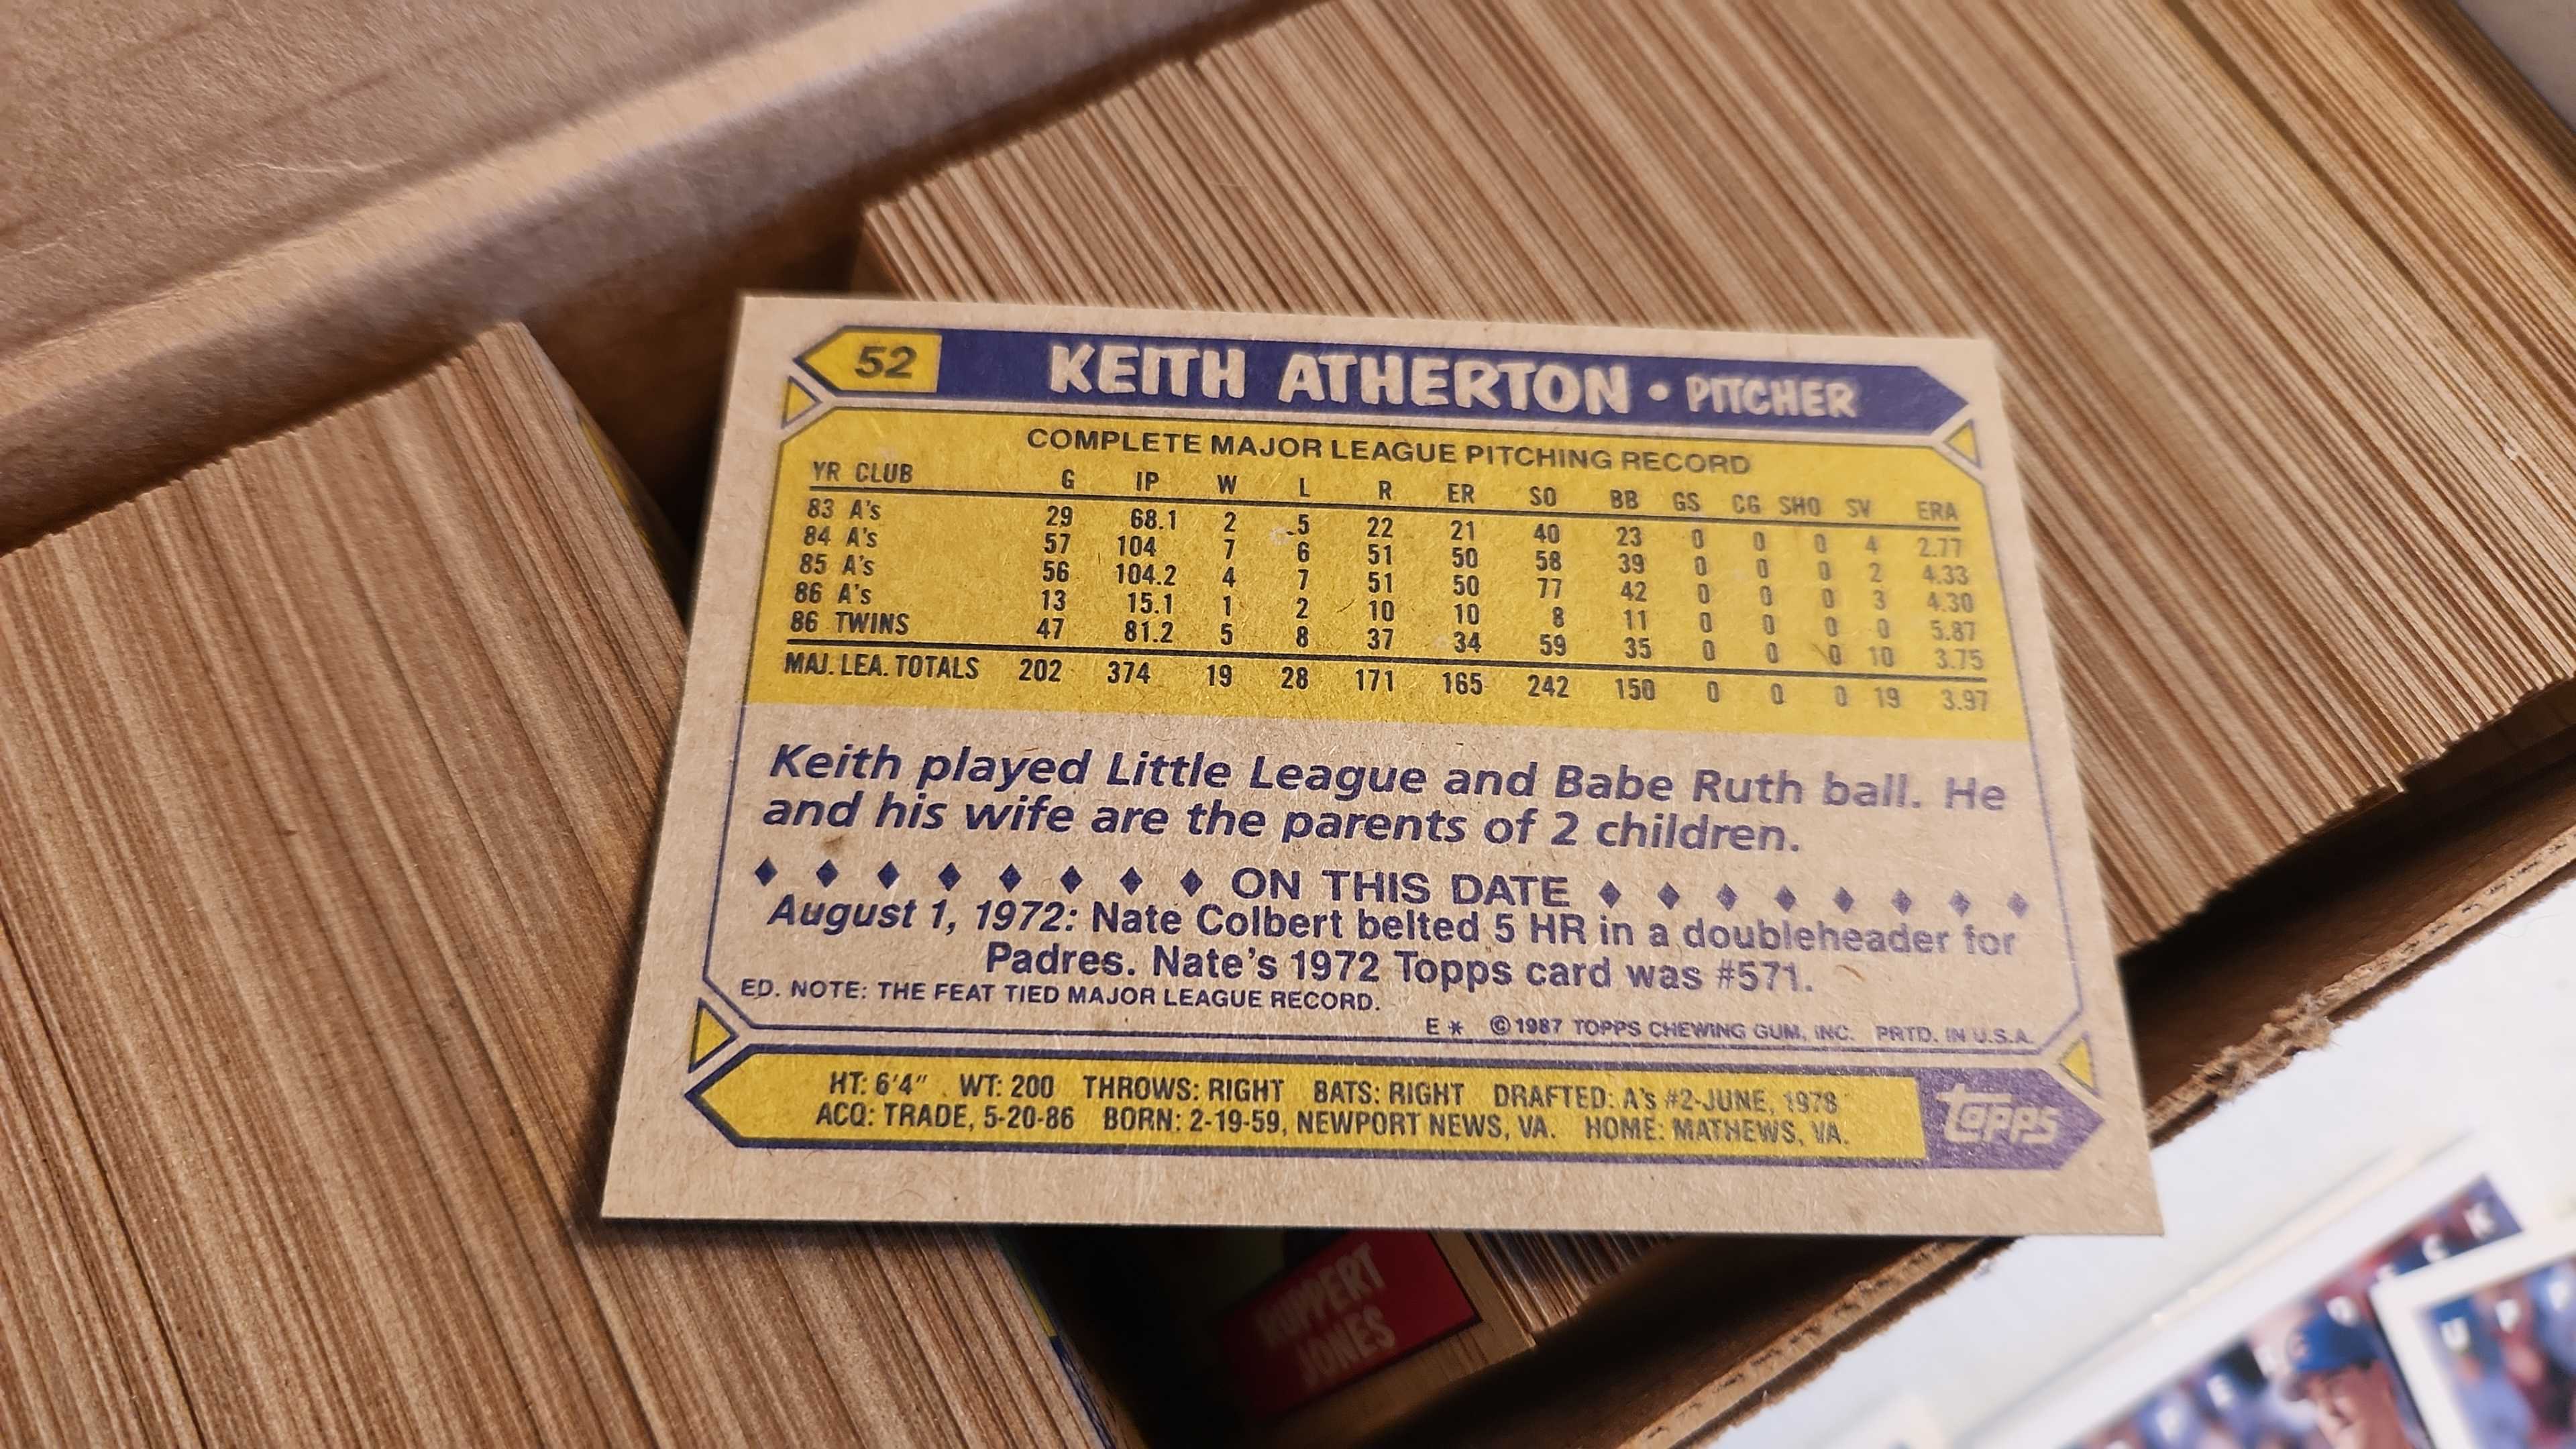 52 KEITH ATHERTON • PITCHER
COMPLETE MAJOR LEAGUE PITCHING RECORD
YR CLUB G IP W L R ER SO BB GS CG SHO SV ERA
83 A's 29 68.1 2 5 22 21 40 23 0 0 0 4 2.77
84 A's 57 104 7 6 51 50 58 39 0 0 0 2 4.33
85 A's 56 104.2 4 7 51 50 77 42 0 0 0 3 4.30
86 A's 13 15.1 1 2 10 10 8 11 0 0 0 0 5.87
86 TWINS 47 81.2 5 8 37 34 59 35 0 0 0 10 3.75
MAJ. LEA. TOTALS 202 374 19 28 171 165 242 150 0 0 0 19 3.97
Keith played Little League and Babe Ruth ball. He
and his wife are the parents of 2 children.
ON THIS DATE
August 1, 1972: Nate Colbert belted 5 HR in a doubleheader for
Padres. Nate's 1972 Topps card was #571.
ED. NOTE: THE FEAT TIED MAJOR LEAGUE RECORD.
E* ©1987 TOPPS CHEWING GUM, INC. PRTD. IN U.S.A.
HT: 6'4" WT: 200 THROWS: RIGHT BATS: RIGHT DRAFTED: A's #2-JUNE, 1978
ACQ: TRADE, 5-20-86 BORN: 2-19-59, NEWPORT NEWS, VA. HOME: MATHEWS, VA.
topps
RUPPERT
JONES